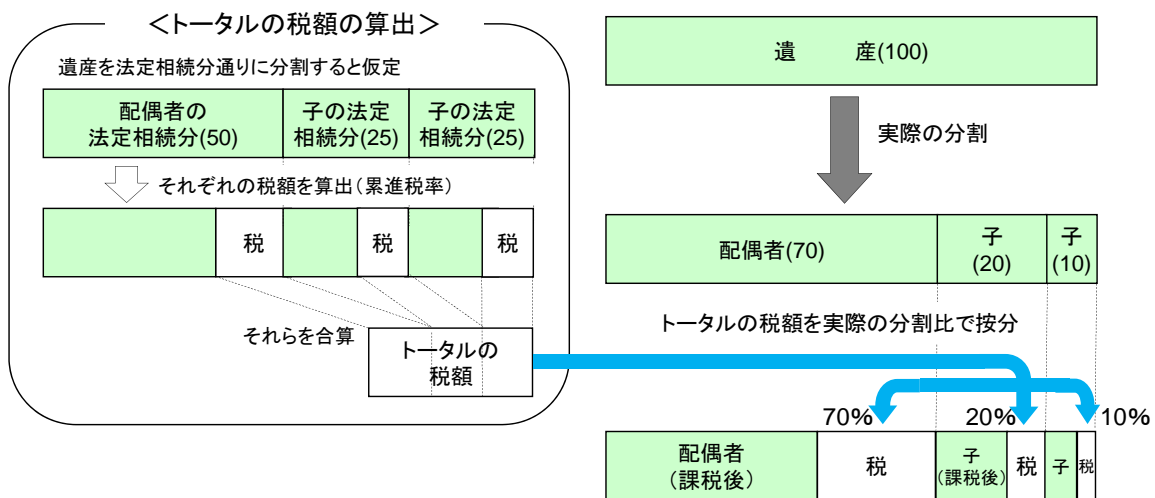 ＜トータルの税額の算出＞
遺産を法定相続分通りに分割すると仮定
配偶者の
法定相続分(50)
子の法定
相続分(25)
子の法定
相続分(25)
それぞれの税額を算出（累進税率）
税
税
税
それらを合算
トータルの
税額
遺　産(100)
実際の分割
配偶者(70)
子
(20)
子
(10)
トータルの税額を実際の分割比で按分
70%
20%
10%
配偶者
(課税後)
税
子
(課税後)
税
子
税